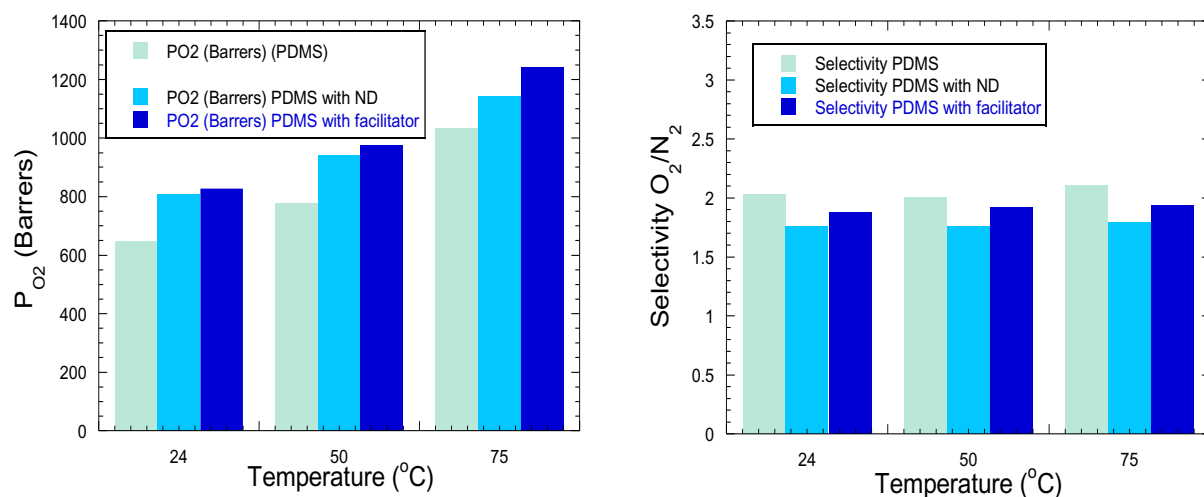 1400
1200
1000
800
600
400
200
0
P_O2 (Barrers)
PO2 (Barrers) (PDMS)
PO2 (Barrers) PDMS with ND
PO2 (Barrers) PDMS with facilitator
24
50
75
Temperature (°C)
3.5
3
2.5
2
1.5
1
0.5
0
Selectivity O₂/N₂
Selectivity PDMS
Selectivity PDMS with ND
Selectivity PDMS with facilitator
24
50
75
Temperature (°C)